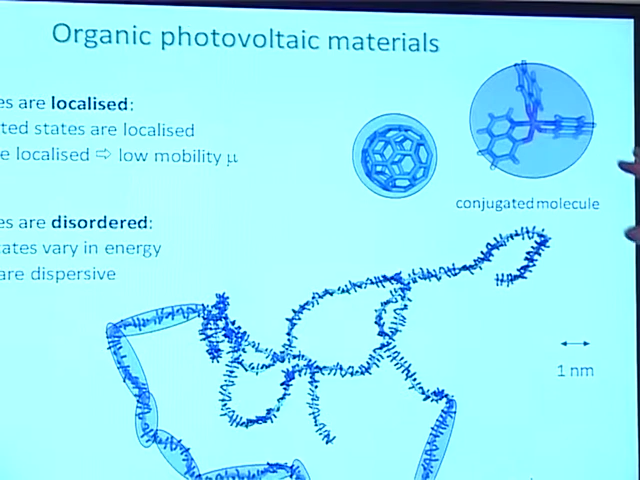 Organic photovoltaic materials
es are localised:
ted states are localised
e localised ⇨ low mobility μ
conjugated molecule
es are disordered:
ates vary in energy
are dispersive
1 nm